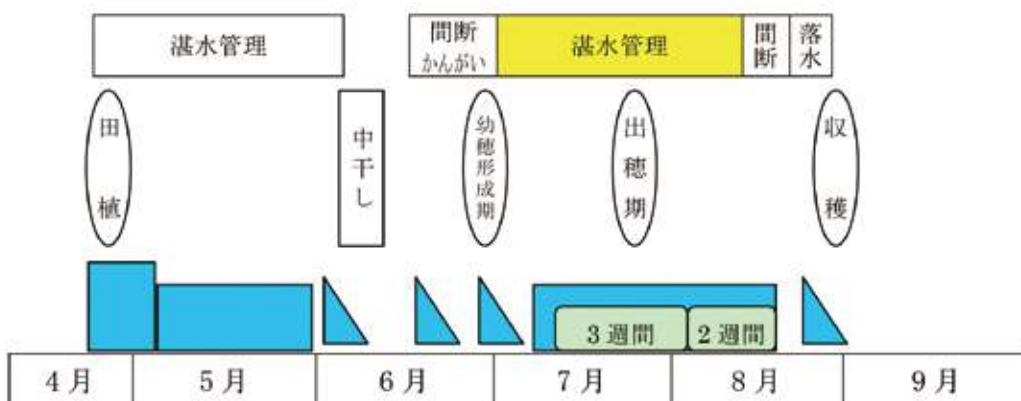 湛水管理
間断
かんがい
湛水管理
間断
落水
田植
中干し
幼穂形成期
出穂期
収穫
3週間
2週間
4月
5月
6月
7月
8月
9月